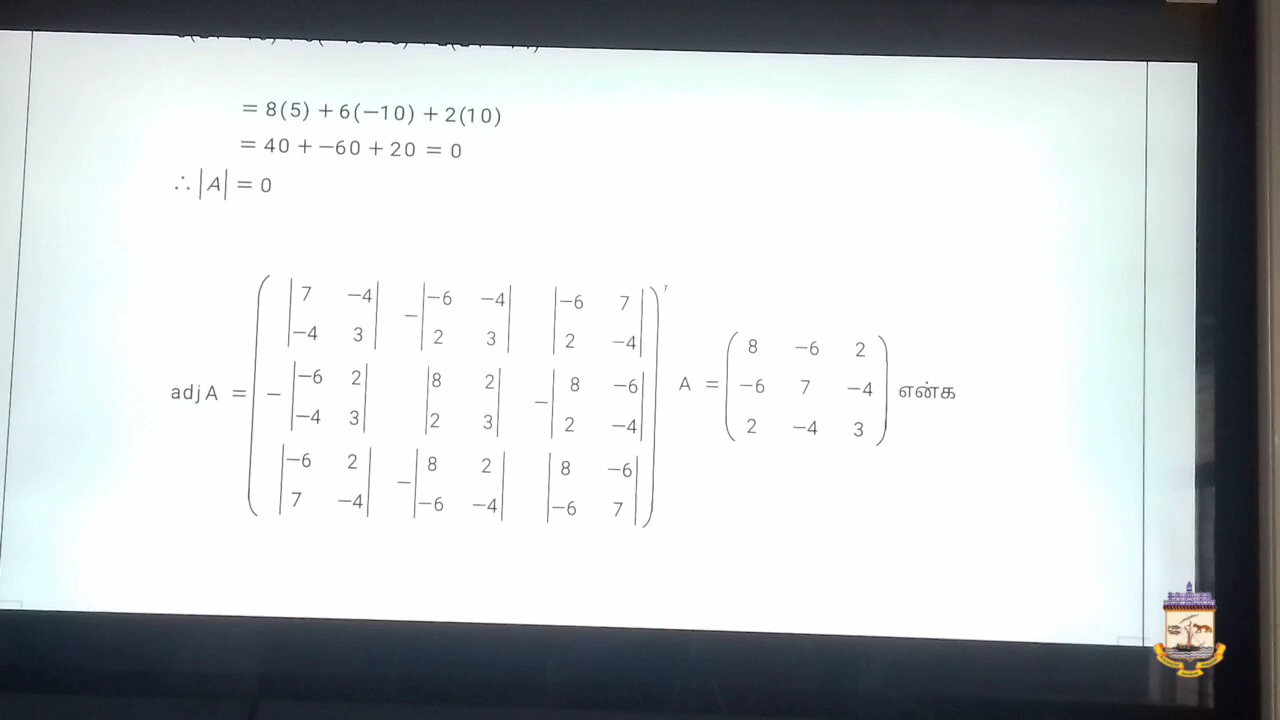 = 8(5) + 6(−10) + 2(10)
= 40 + −60 + 20 = 0
∴ |A| = 0
adj A = ( |7 −4; −4 3| −|−6 −4; 2 3| |−6 7; 2 −4|
−|−6 2; −4 3| |8 2; 2 3| −|8 −6; 2 −4|
|−6 2; 7 −4| −|8 2; −6 −4| |8 −6; −6 7| )ᵀ
A = ( 8 −6 2
−6 7 −4
2 −4 3 ) என்க